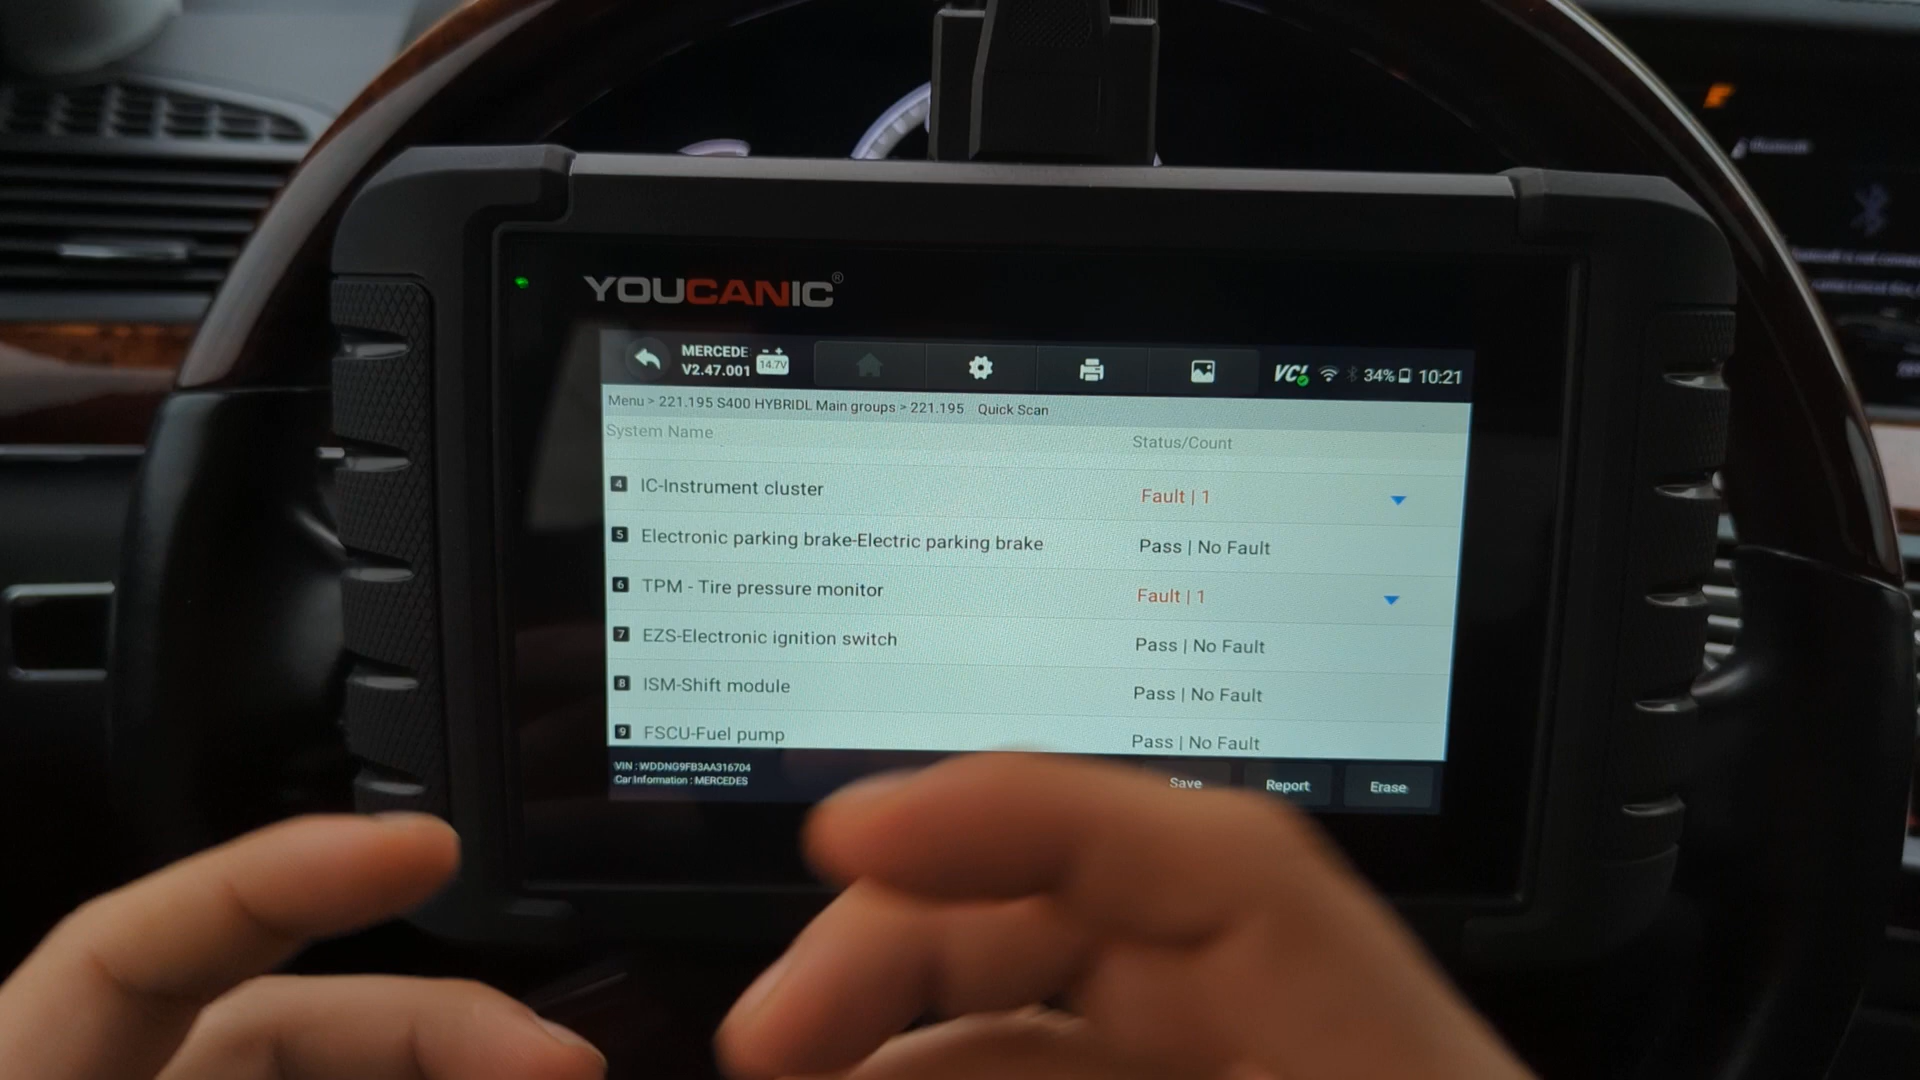 YOUCANIC®
MERCEDE
V2.47.001
14.7V
VCI 34% 10:21
Menu > 221.195 S400 HYBRIDL Main groups > 221.195 Quick Scan
System Name Status/Count
4 IC-Instrument cluster Fault | 1
5 Electronic parking brake-Electric parking brake Pass | No Fault
6 TPM - Tire pressure monitor Fault | 1
7 EZS-Electronic ignition switch Pass | No Fault
8 ISM-Shift module Pass | No Fault
9 FSCU-Fuel pump Pass | No Fault
VIN : WDDNG9FB3AA316704
Car Information : MERCEDES
Save Report Erase